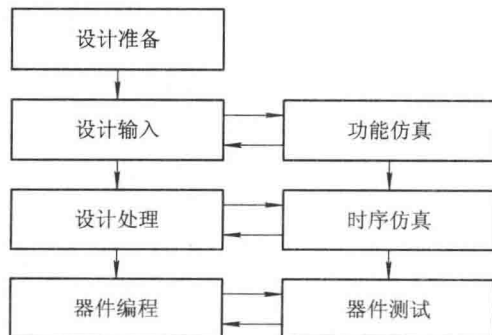 设计准备
设计输入
功能仿真
设计处理
时序仿真
器件编程
器件测试